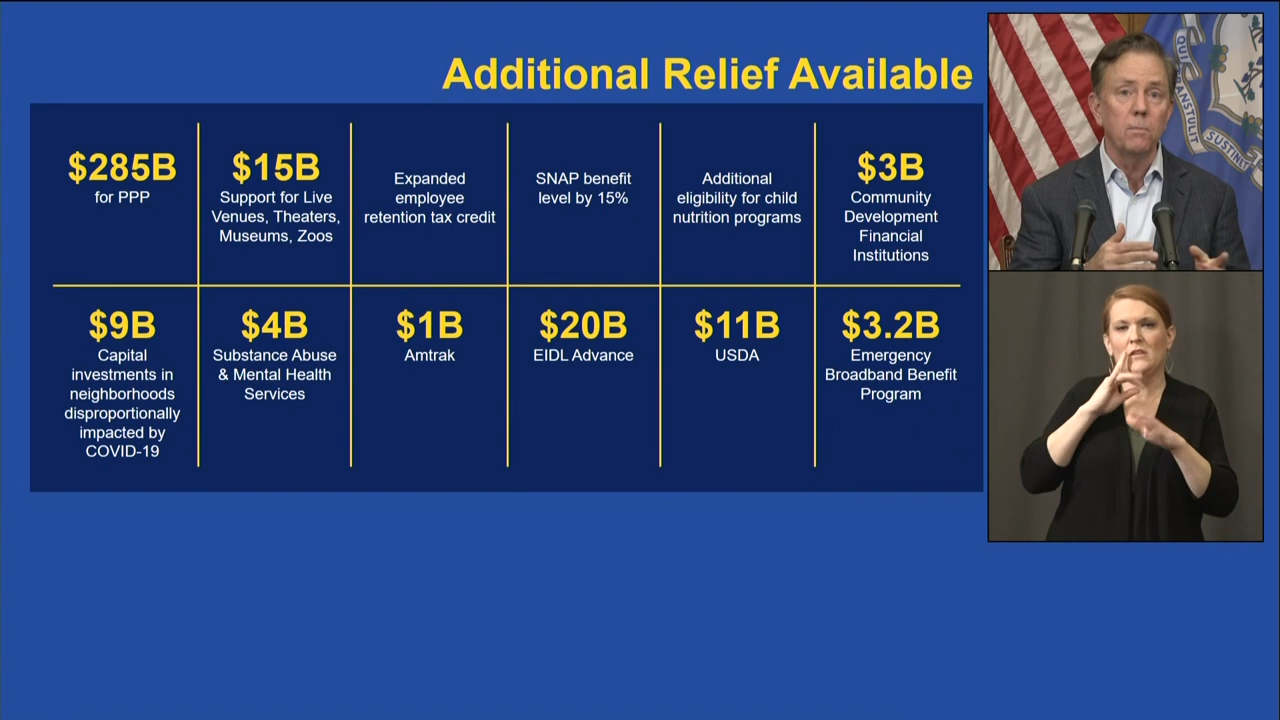 Additional Relief Available
$285B
for PPP
$15B
Support for Live
Venues, Theaters,
Museums, Zoos
Expanded
employee
retention tax credit
SNAP benefit
level by 15%
Additional
eligibility for child
nutrition programs
$3B
Community
Development
Financial
Institutions
$9B
Capital
investments in
neighborhoods
disproportionally
impacted by
COVID-19
$4B
Substance Abuse
& Mental Health
Services
$1B
Amtrak
$20B
EIDL Advance
$11B
USDA
$3.2B
Emergency
Broadband Benefit
Program
QUI
TRANSTULIT
SUSTINET